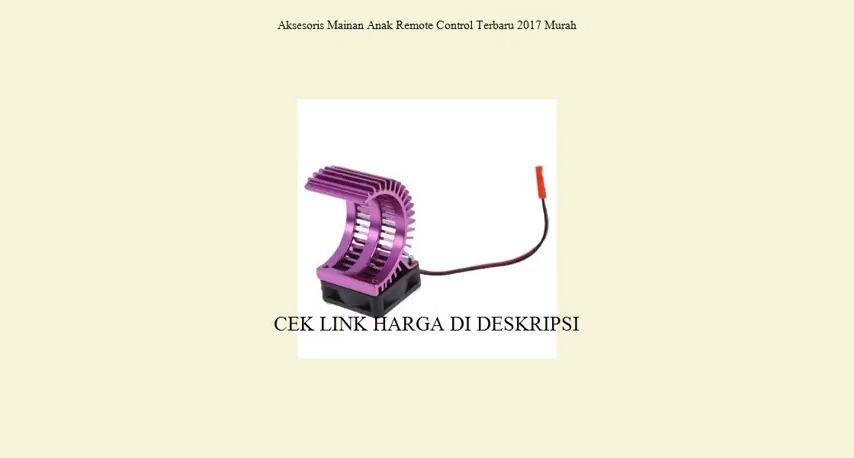 Aksesoris Mainan Anak Remote Control Terbaru 2017 Murah
CEK LINK HARGA DI DESKRIPSI